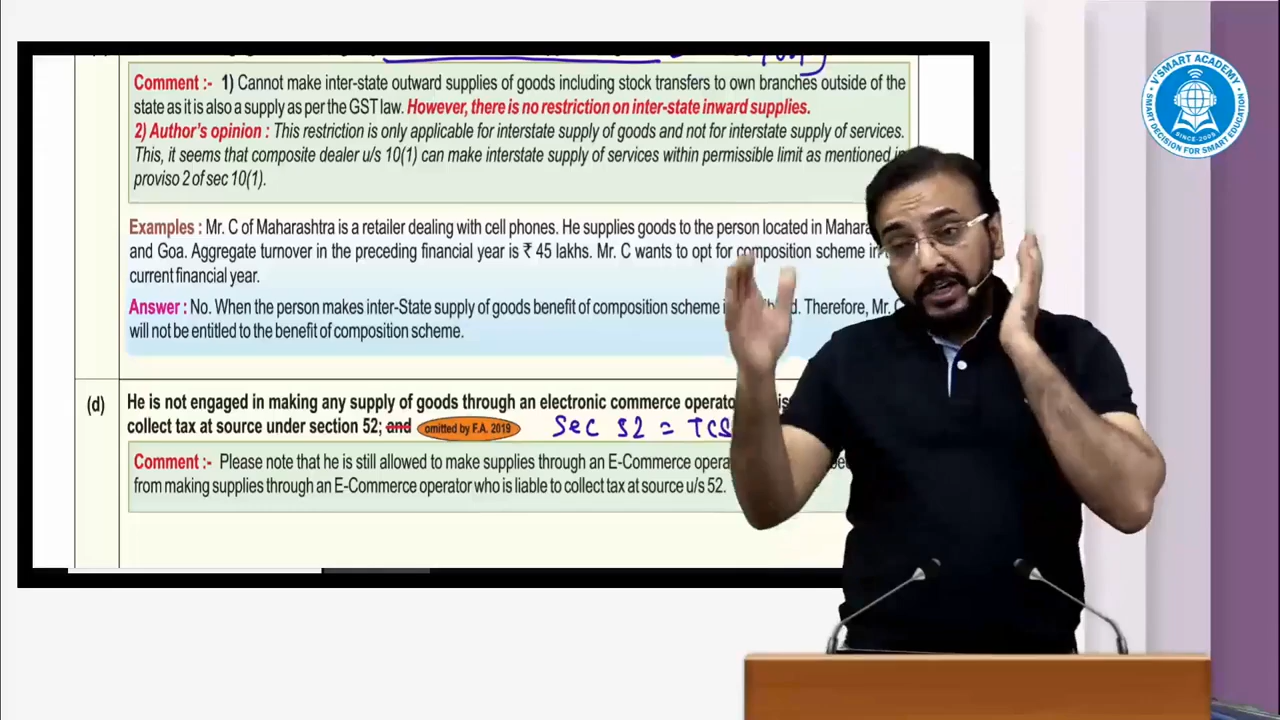 Comment :- 1) Cannot make inter-state outward supplies of goods including stock transfers to own branches outside of the
state as it is also a supply as per the GST law. However, there is no restriction on inter-state inward supplies.
2) Author's opinion : This restriction is only applicable for interstate supply of goods and not for interstate supply of services.
This, it seems that composite dealer u/s 10(1) can make interstate supply of services within permissible limit as mentioned
proviso 2 of sec 10(1).
Examples : Mr. C of Maharashtra is a retailer dealing with cell phones. He supplies goods to the person located in
and Goa. Aggregate turnover in the preceding financial year is ₹ 45 lakhs. Mr. C wants to opt for composition scheme
current financial year.
Answer : No. When the person makes inter-State supply of goods benefit of composition scheme Therefore, Mr. C
will not be entitled to the benefit of composition scheme.
(d) He is not engaged in making any supply of goods through an electronic commerce
collect tax at source under section 52; and omitted by F.A. 2019 Sec 52 = TCS
Comment :- Please note that he is still allowed to make supplies through an E-Commerce
from making supplies through an E-Commerce operator who is liable to collect tax at source u/s 52.
V'SMART ACADEMY
SINCE-2005
SMART DECISION FOR SMART EDUCATION